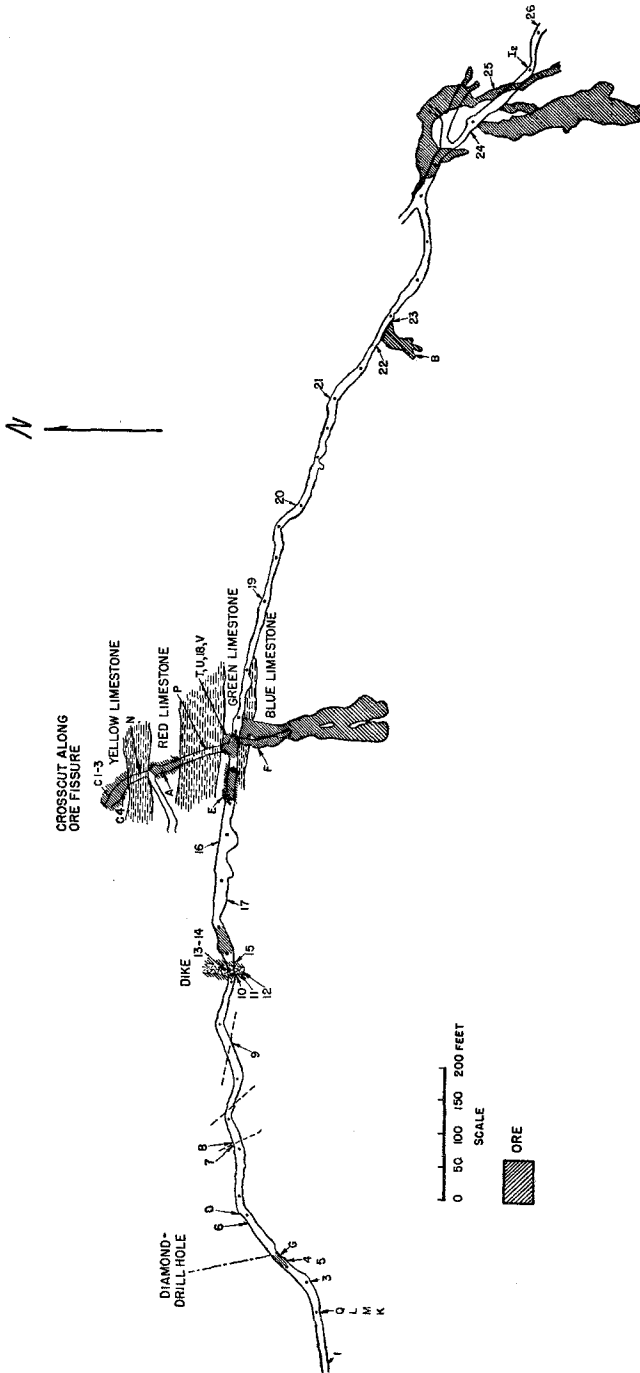 N
CROSSCUT ALONG
ORE FISSURE
C1-3
C4
YELLOW LIMESTONE
N
RED LIMESTONE
A
P
T,U,18,V
GREEN LIMESTONE
BLUE LIMESTONE
E
F
16
17
DIKE
13-14
15
10
11
12
9
8
7
D
6
DIAMOND-
DRILL HOLE
G
4
5
3
Q
L
M
K
1
19
20
21
22
23
B
24
25
I2
26
0 50 100 150 200 FEET
SCALE
ORE